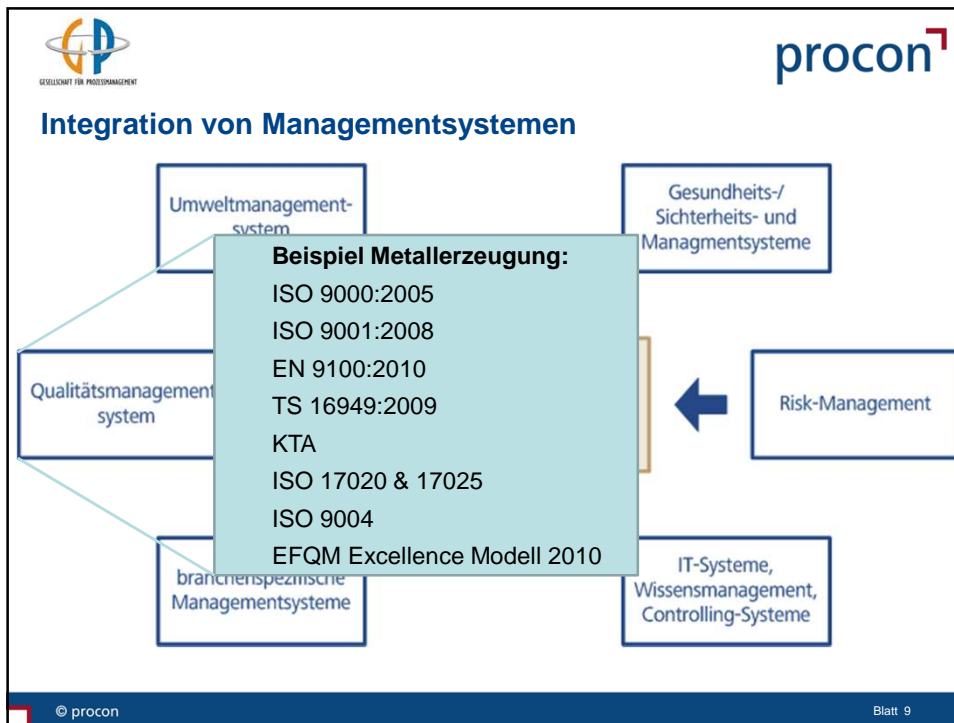 GP
GESELLSCHAFT FÜR PROZESSMANAGEMENT
procon
Integration von Managementsystemen
Umweltmanagement-
system
Gesundheits-/
Sichterheits- und
Managmentsysteme
Beispiel Metallerzeugung:
ISO 9000:2005
ISO 9001:2008
EN 9100:2010
TS 16949:2009
KTA
ISO 17020 & 17025
ISO 9004
EFQM Excellence Modell 2010
Qualitätsmanagement
system
Risk-Management
branchenspezifische
Managementsysteme
IT-Systeme,
Wissensmanagement,
Controlling-Systeme
© procon
Blatt 9